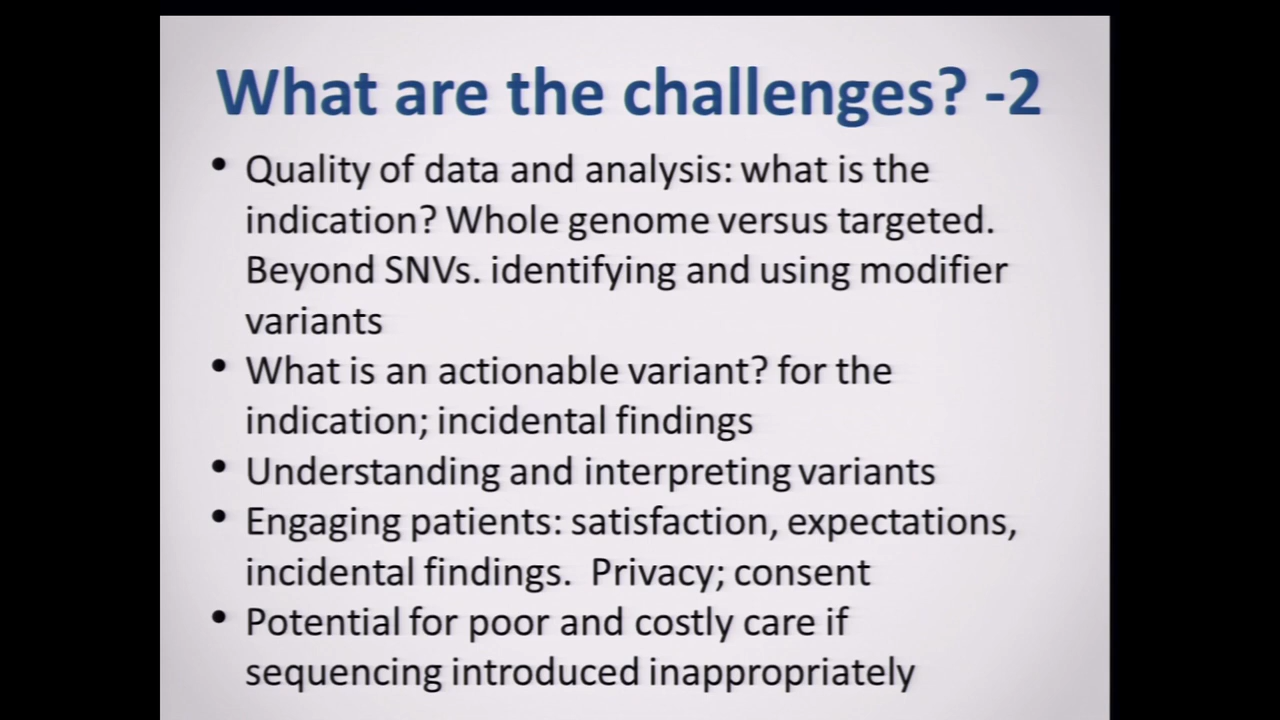 What are the challenges? -2
• Quality of data and analysis: what is the
indication? Whole genome versus targeted.
Beyond SNVs. identifying and using modifier
variants
• What is an actionable variant? for the
indication; incidental findings
• Understanding and interpreting variants
• Engaging patients: satisfaction, expectations,
incidental findings.  Privacy; consent
• Potential for poor and costly care if
sequencing introduced inappropriately